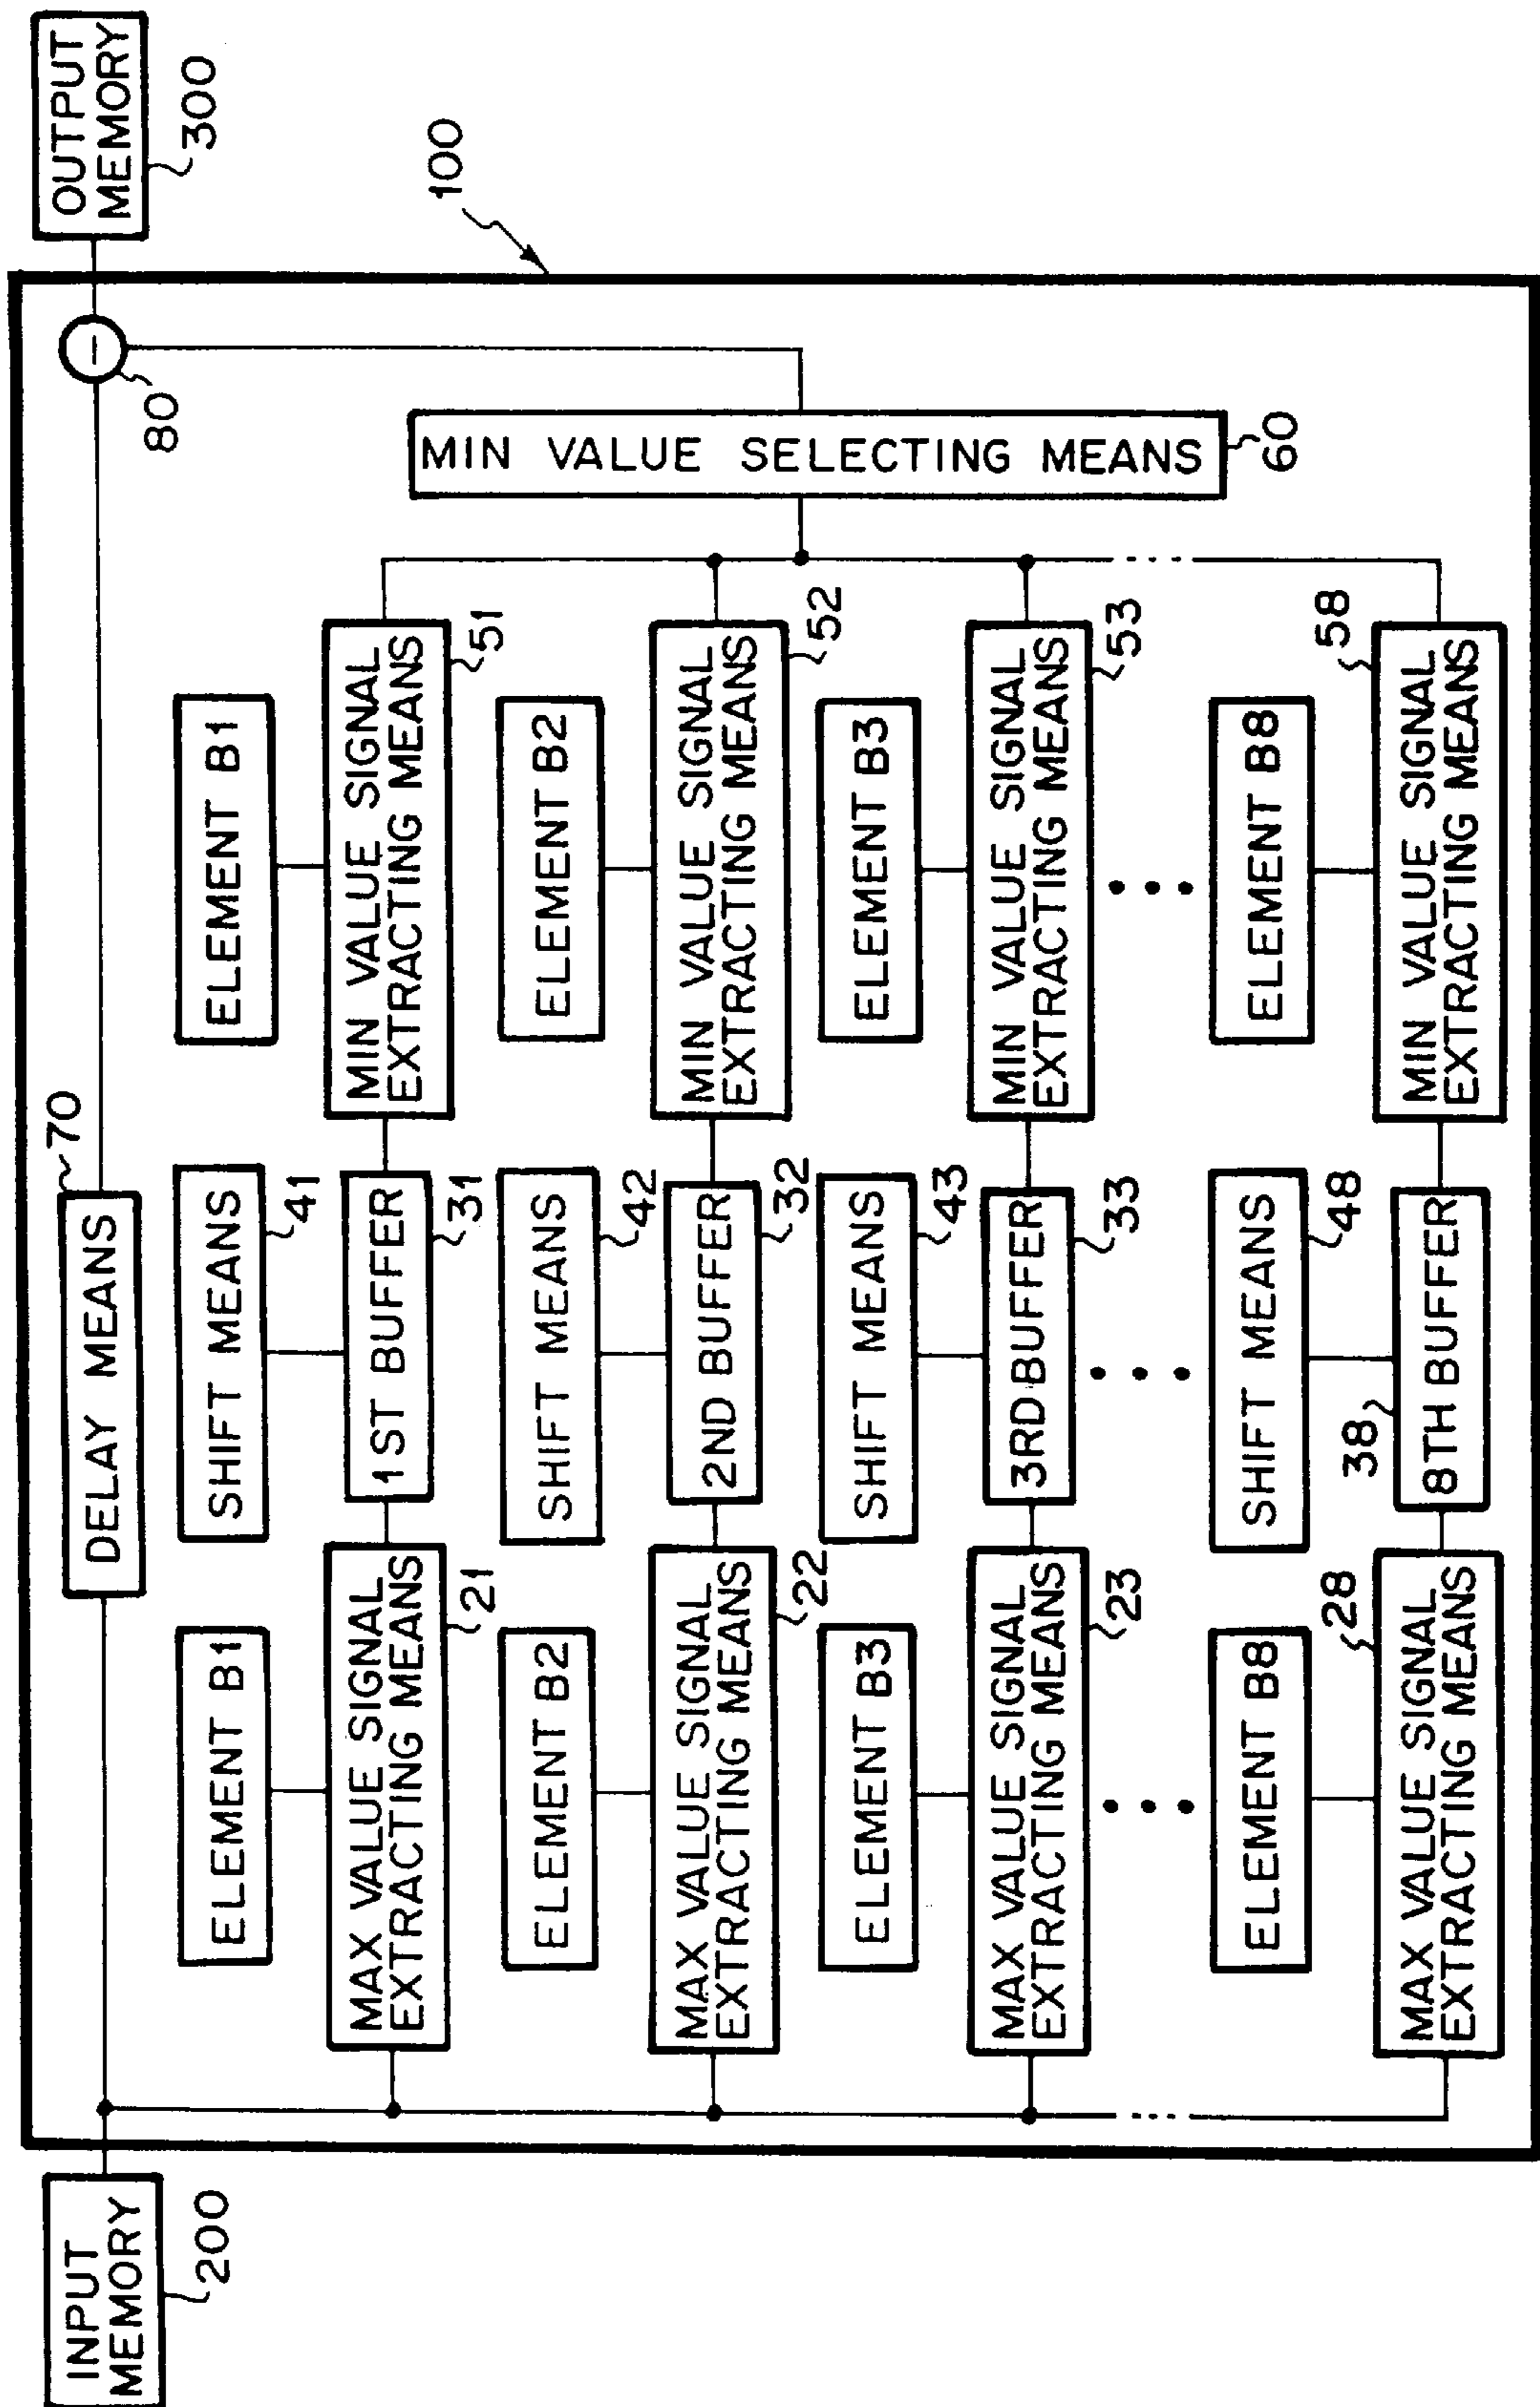 INPUT
MEMORY
200
OUTPUT
MEMORY
300
100
DELAY MEANS
70
80
ELEMENT B1
SHIFT MEANS
41
ELEMENT B1
MAX VALUE SIGNAL
EXTRACTING MEANS
21
1ST BUFFER
31
MIN VALUE SIGNAL
EXTRACTING MEANS
51
ELEMENT B2
SHIFT MEANS
42
ELEMENT B2
MAX VALUE SIGNAL
EXTRACTING MEANS
22
2ND BUFFER
32
MIN VALUE SIGNAL
EXTRACTING MEANS
52
ELEMENT B3
SHIFT MEANS
43
ELEMENT B3
MAX VALUE SIGNAL
EXTRACTING MEANS
23
3RD BUFFER
33
MIN VALUE SIGNAL
EXTRACTING MEANS
53
ELEMENT B8
SHIFT MEANS
48
ELEMENT B8
MAX VALUE SIGNAL
EXTRACTING MEANS
28
8TH BUFFER
38
MIN VALUE SIGNAL
EXTRACTING MEANS
58
MIN VALUE SELECTING MEANS
60